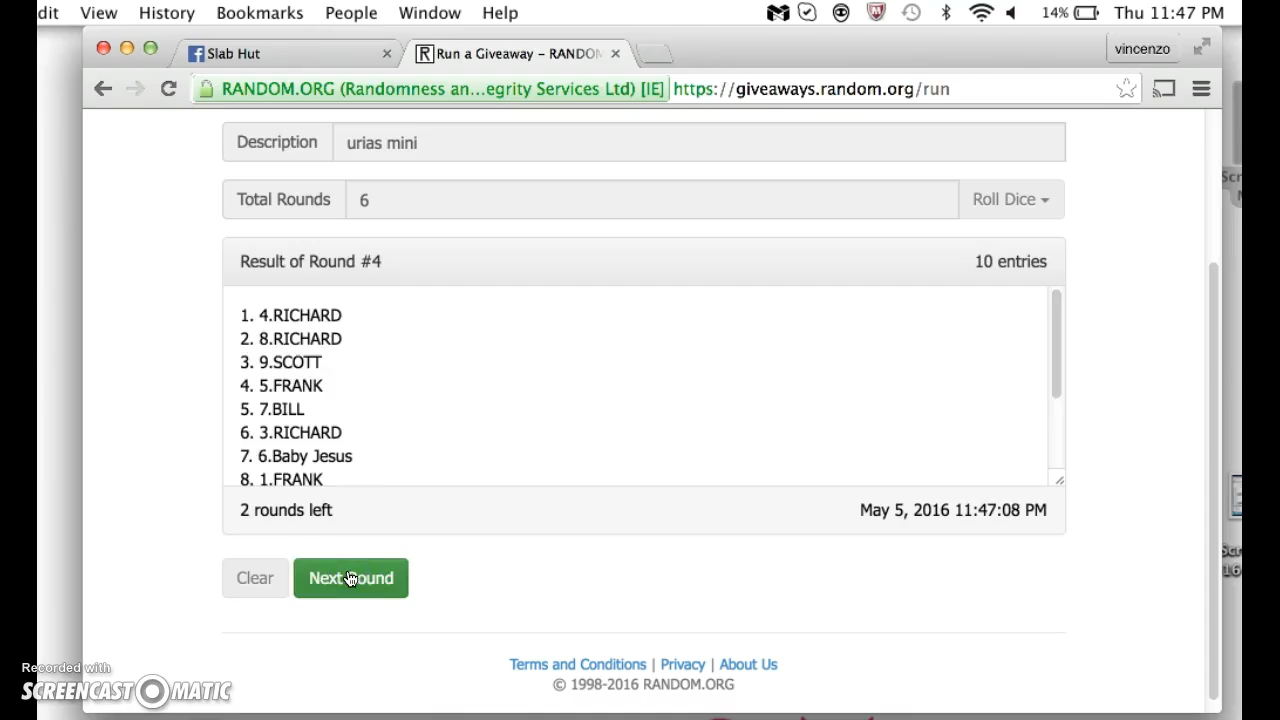 dit View History Bookmarks People Window Help 14% Thu 11:47 PM
Slab Hut
Run a Giveaway – RANDOM
vincenzo
RANDOM.ORG (Randomness an...egrity Services Ltd) [IE] https://giveaways.random.org/run
Description urias mini
Total Rounds 6 Roll Dice
Result of Round #4 10 entries
1. 4.RICHARD
2. 8.RICHARD
3. 9.SCOTT
4. 5.FRANK
5. 7.BILL
6. 3.RICHARD
7. 6.Baby Jesus
8. 1.FRANK
2 rounds left May 5, 2016 11:47:08 PM
Clear Next Round
Terms and Conditions | Privacy | About Us
© 1998-2016 RANDOM.ORG
Recorded with
SCREENCAST-O-MATIC